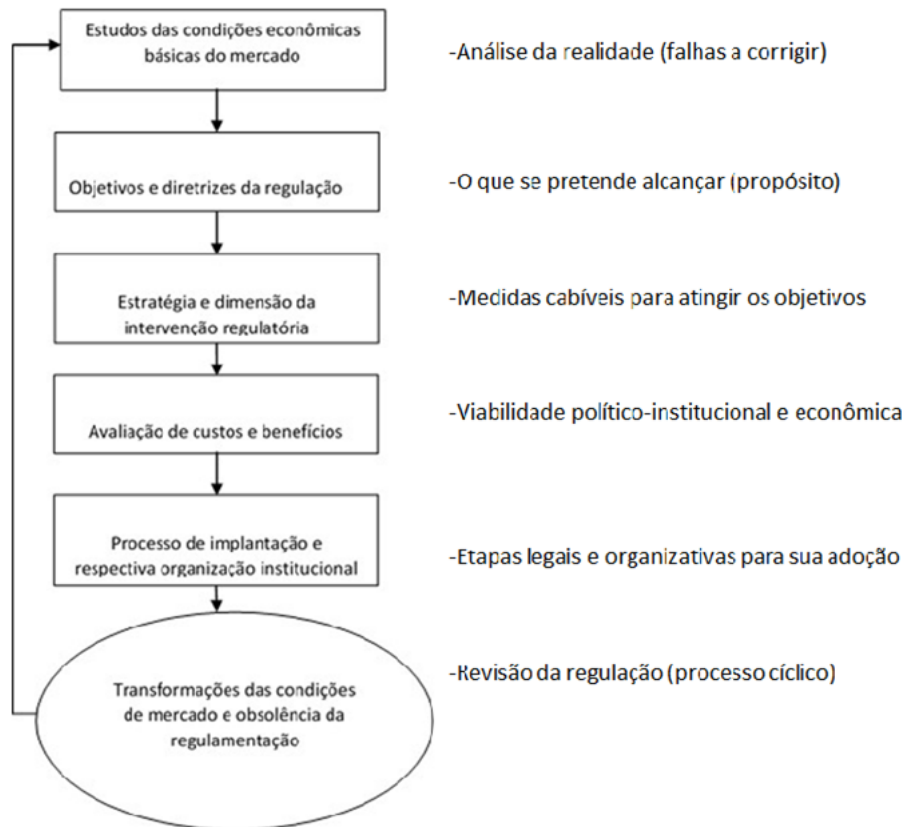 Estudos das condições econômicas
básicas do mercado
-Análise da realidade (falhas a corrigir)
Objetivos e diretrizes da regulação
-O que se pretende alcançar (propósito)
Estratégia e dimensão da
intervenção regulatória
-Medidas cabíveis para atingir os objetivos
Avaliação de custos e benefícios
-Viabilidade político-institucional e econômica
Processo de implantação e
respectiva organização institucional
-Etapas legais e organizativas para sua adoção
Transformações das condições
de mercado e obsolência da
regulamentação
-Revisão da regulação (processo cíclico)